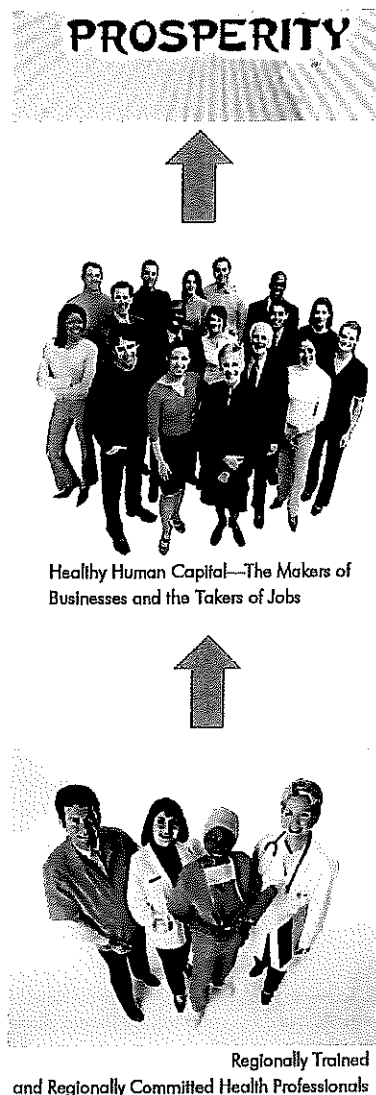 PROSPERITY
Healthy Human Capital—The Makers of
Businesses and the Takers of Jobs
Regionally Trained
and Regionally Committed Health Professionals